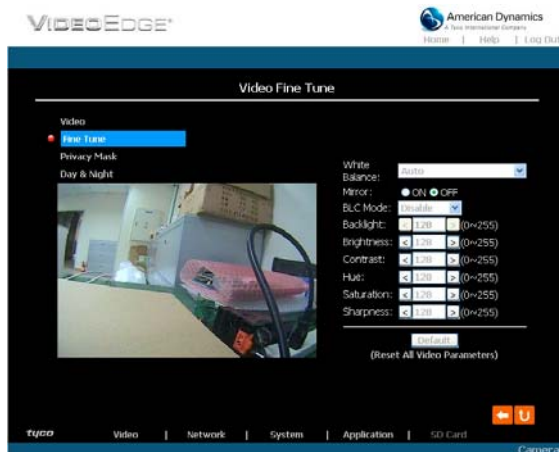 VIDEOEDGE®
American Dynamics
A Tyco International Company
Home | Help | Log Out
Video Fine Tune
Video
Fine Tune
Privacy Mask
Day & Night
White Balance: Auto
Mirror: ON OFF
BLC Mode: Disable
Backlight: < 128 > (0~255)
Brightness: < 128 > (0~255)
Contrast: < 128 > (0~255)
Hue: < 128 > (0~255)
Saturation: < 128 > (0~255)
Sharpness: < 128 > (0~255)
Default
(Reset All Video Parameters)
tyco Video | Network | System | Application | SD Card
Camera